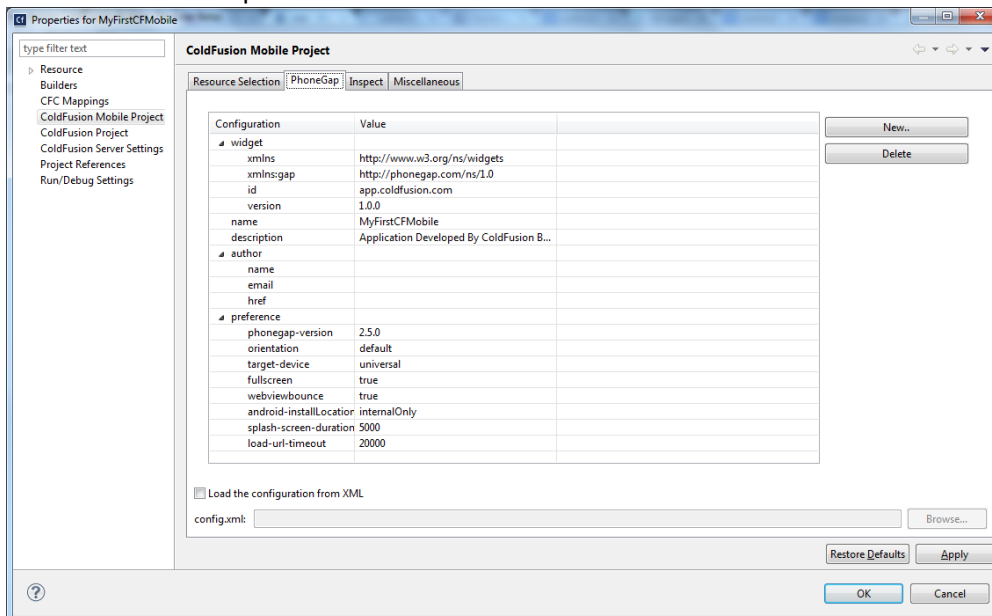 Properties for MyFirstCFMobile
type filter text
Resource
Builders
CFC Mappings
ColdFusion Mobile Project
ColdFusion Project
ColdFusion Server Settings
Project References
Run/Debug Settings
ColdFusion Mobile Project
Resource Selection PhoneGap Inspect Miscellaneous
Configuration Value
widget
xmlns http://www.w3.org/ns/widgets
xmlns:gap http://phonegap.com/ns/1.0
id app.coldfusion.com
version 1.0.0
name MyFirstCFMobile
description Application Developed By ColdFusion B...
author
name
email
href
preference
phonegap-version 2.5.0
orientation default
target-device universal
fullscreen true
webviewbounce true
android-installLocation internalOnly
splash-screen-duration 5000
load-url-timeout 20000
New..
Delete
Load the configuration from XML
config.xml: Browse...
Restore Defaults Apply
OK Cancel